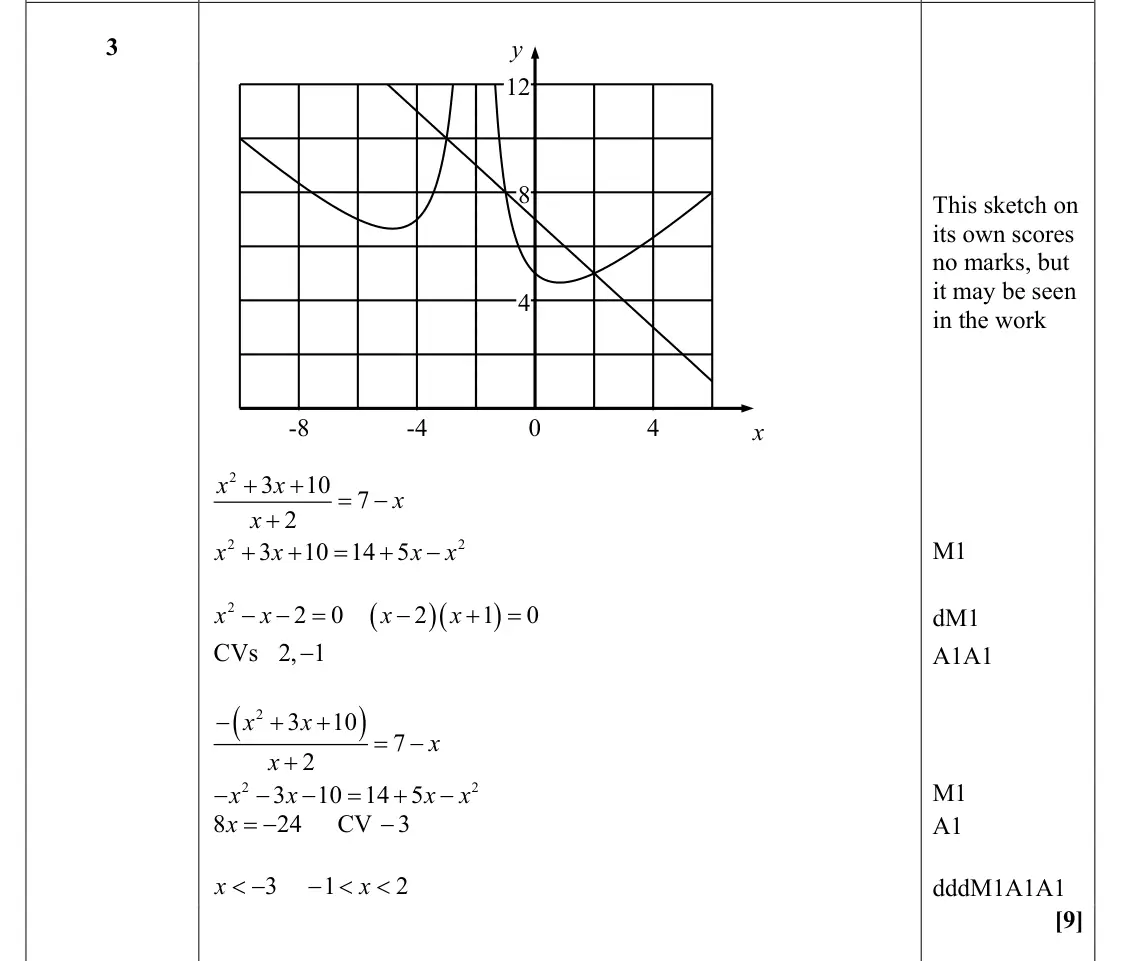 3
y
12
8
4
-8 -4 0 4 x
This sketch on
its own scores
no marks, but
it may be seen
in the work
(x² + 3x + 10)/(x + 2) = 7 − x
x² + 3x + 10 = 14 + 5x − x² M1
x² − x − 2 = 0 (x − 2)(x + 1) = 0 dM1
CVs 2, −1 A1A1
−(x² + 3x + 10)/(x + 2) = 7 − x
−x² − 3x − 10 = 14 + 5x − x² M1
8x = −24 CV − 3 A1
x < −3 −1 < x < 2 dddM1A1A1
[9]